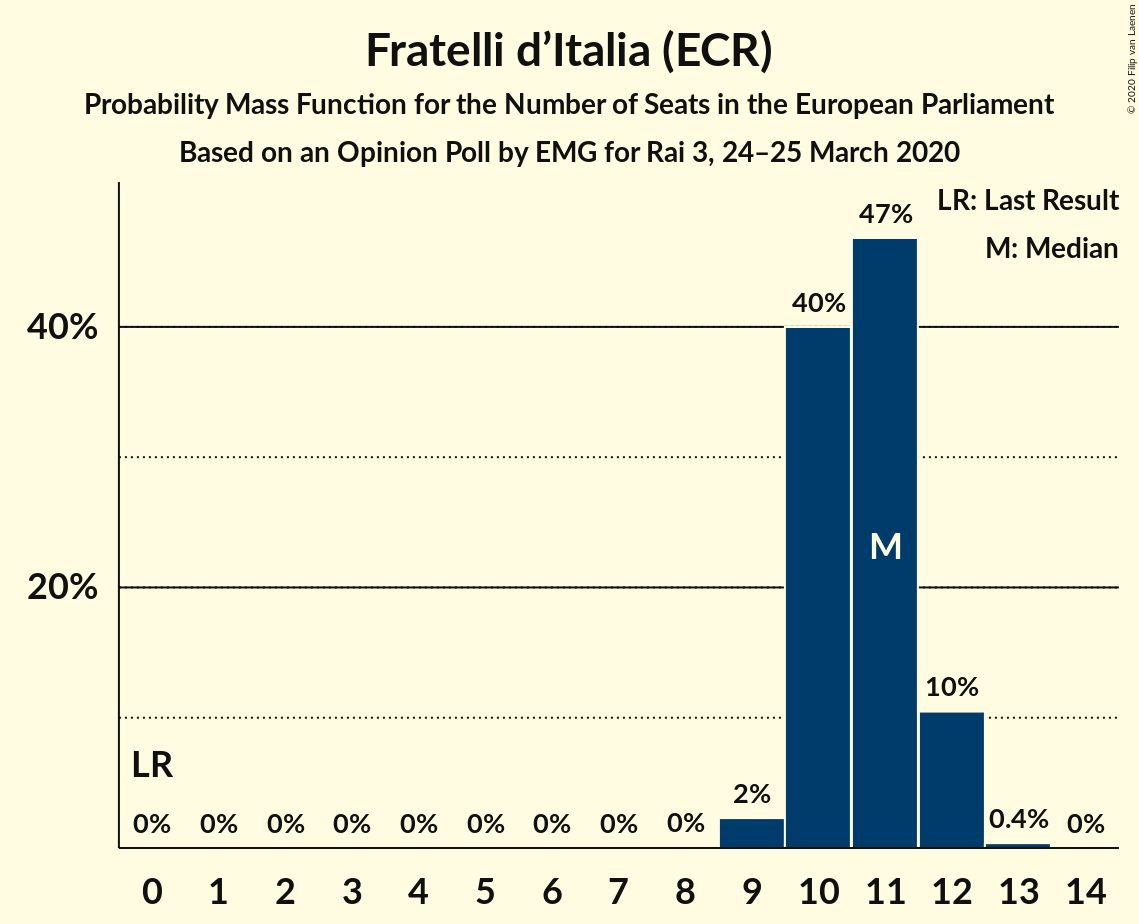 Fratelli d’Italia (ECR)
Probability Mass Function for the Number of Seats in the European Parliament
Based on an Opinion Poll by EMG for Rai 3, 24–25 March 2020
© 2020 Filip van Laenen
LR: Last Result
M: Median
47%
40%
40%
M
20%
10%
LR
2%
0% 0% 0% 0% 0% 0% 0% 0% 0% 0.4% 0%
0 1 2 3 4 5 6 7 8 9 10 11 12 13 14